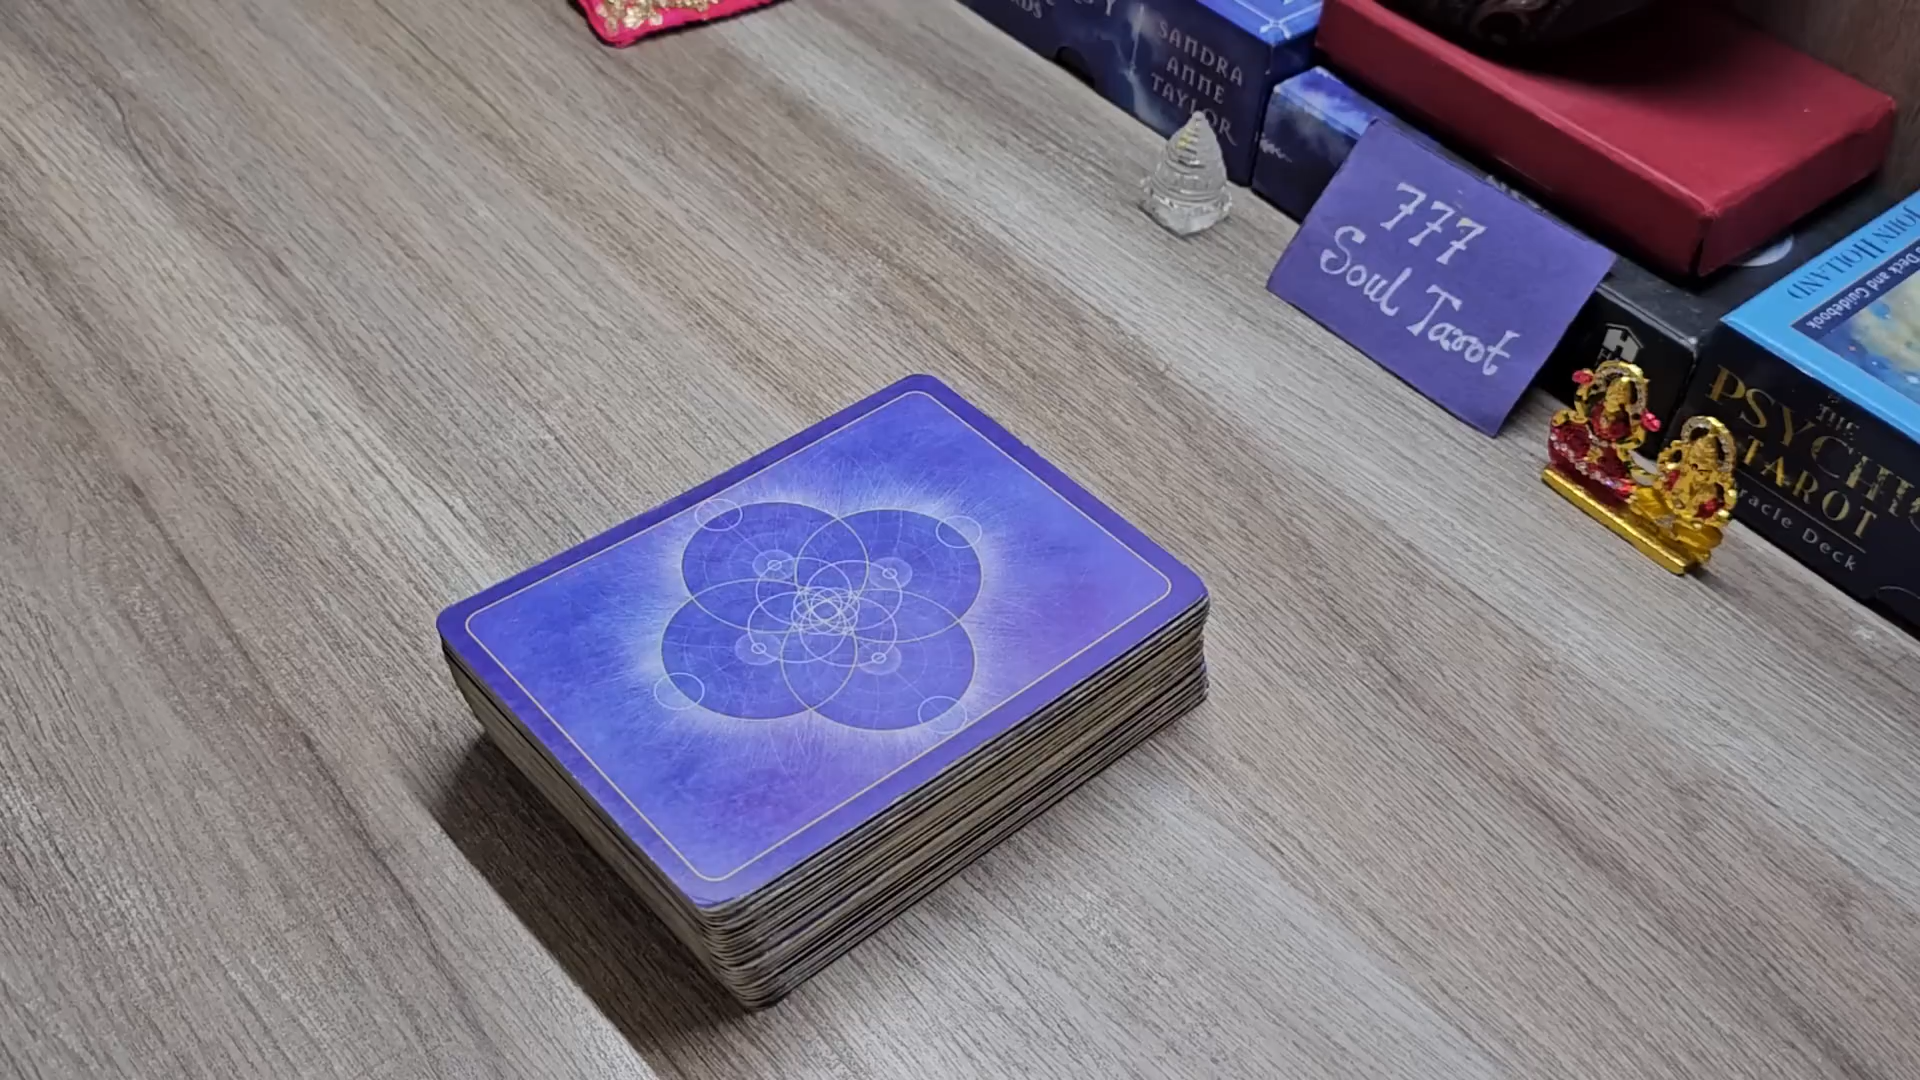 SANDRA
ANNE
TAYLOR
777
Soul Tarot
JOHN HOLLAND
Deck and Guidebook
THE
PSYCHIC
TAROT
Oracle Deck